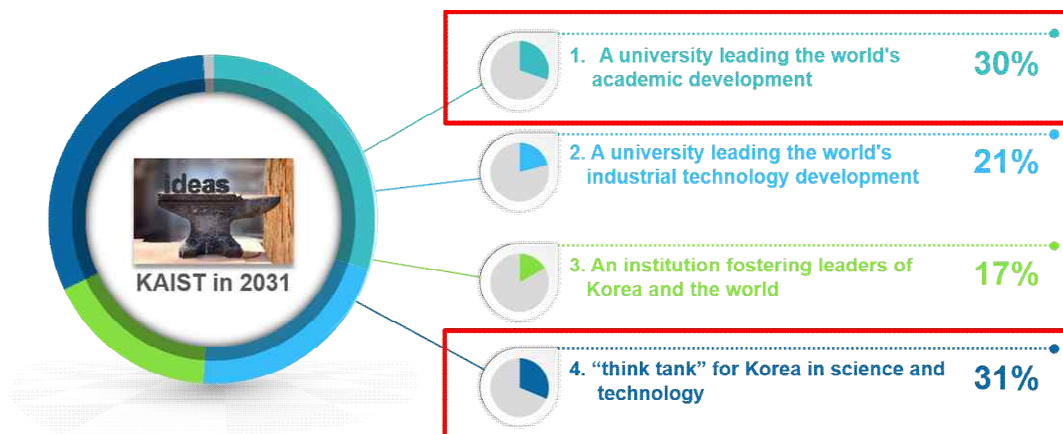 ideas
KAIST in 2031
1. A university leading the world's
academic development
30%
2. A university leading the world's
industrial technology development
21%
3. An institution fostering leaders of
Korea and the world
17%
4. “think tank” for Korea in science and
technology
31%